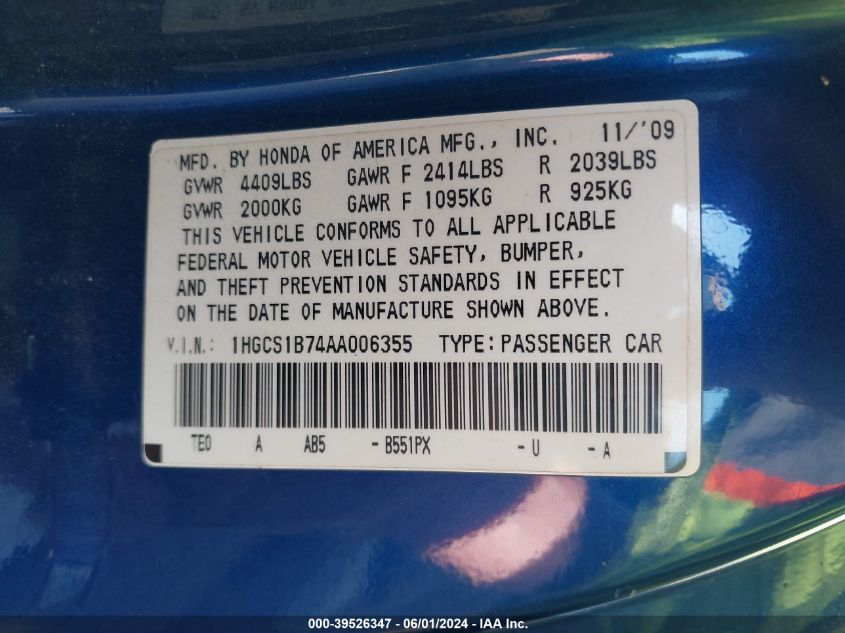 MFD. BY HONDA OF AMERICA MFG., INC. 11/'09
GVWR 4409LBS GAWR F 2414LBS R 2039LBS
GVWR 2000KG GAWR F 1095KG R 925KG
THIS VEHICLE CONFORMS TO ALL APPLICABLE
FEDERAL MOTOR VEHICLE SAFETY, BUMPER,
AND THEFT PREVENTION STANDARDS IN EFFECT
ON THE DATE OF MANUFACTURE SHOWN ABOVE.
V.I.N.: 1HGCS1B74AA006355 TYPE: PASSENGER CAR
TE0 A AB5 - B551PX - U - A
000-39526347 - 06/01/2024 - IAA Inc.